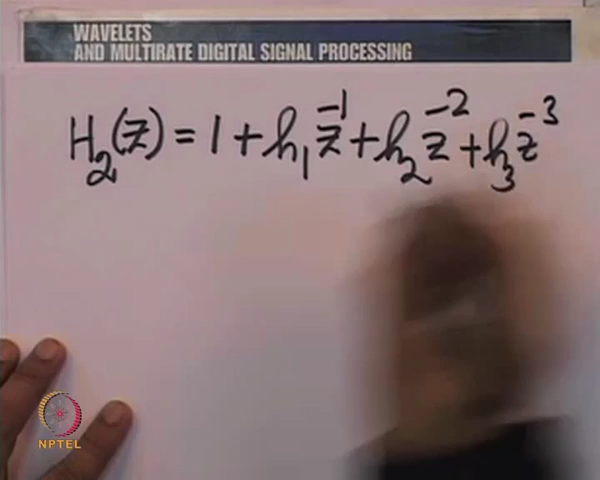 WAVELETS
AND MULTIRATE DIGITAL SIGNAL PROCESSING
H₂(z) = 1 + h₁z⁻¹ + h₂z⁻² + h₃z⁻³
NPTEL